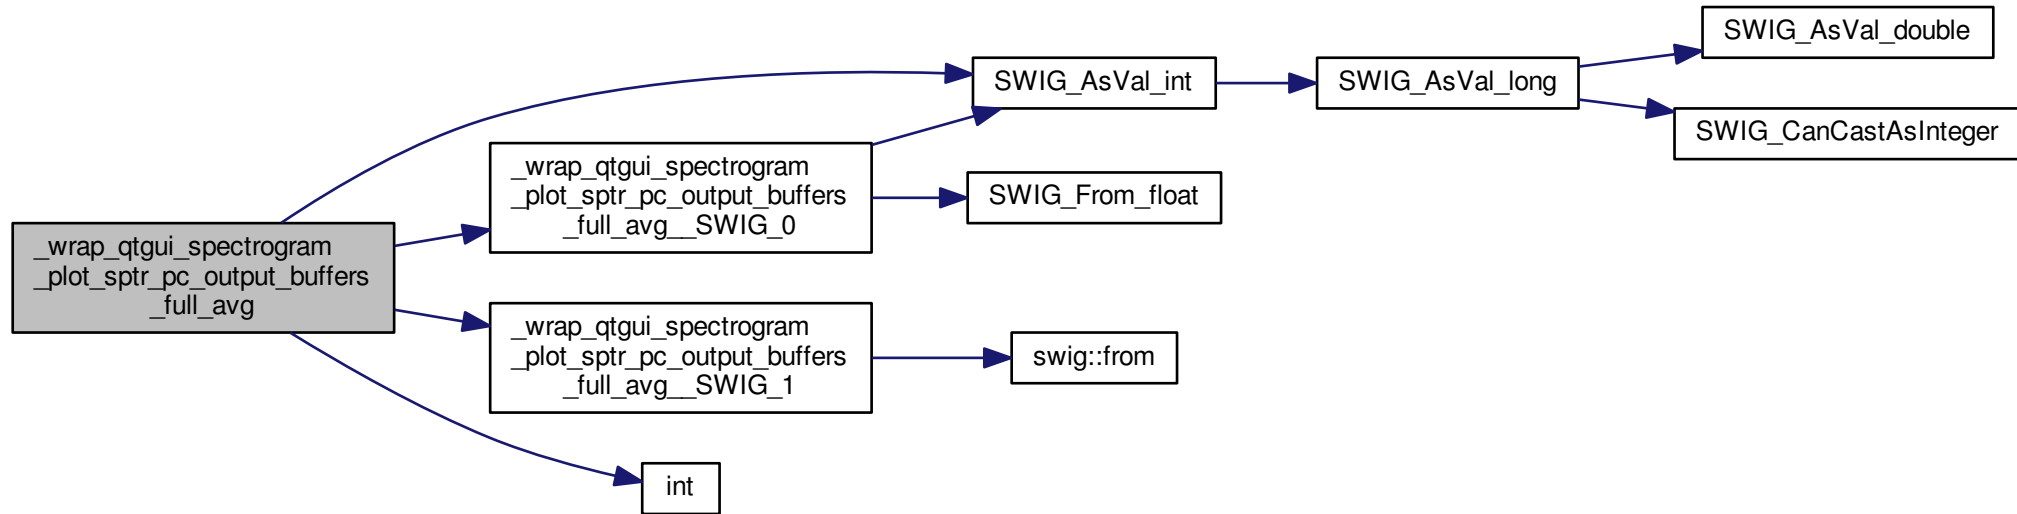 _wrap_qtgui_spectrogram
_plot_sptr_pc_output_buffers
_full_avg
_wrap_qtgui_spectrogram
_plot_sptr_pc_output_buffers
_full_avg__SWIG_0
_wrap_qtgui_spectrogram
_plot_sptr_pc_output_buffers
_full_avg__SWIG_1
int
SWIG_AsVal_int
SWIG_From_float
swig::from
SWIG_AsVal_long
SWIG_AsVal_double
SWIG_CanCastAsInteger